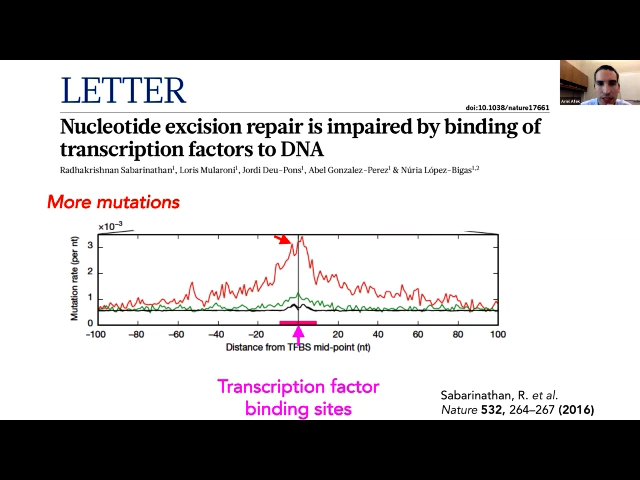 LETTER
doi:10.1038/nature17661
Nucleotide excision repair is impaired by binding of
transcription factors to DNA
Radhakrishnan Sabarinathan¹, Loris Mularoni¹, Jordi Deu-Pons¹, Abel Gonzalez-Perez¹ & Núria López-Bigas¹,²
More mutations
×10⁻³
Mutation rate (per nt)
3
2
1
0
−100 −80 −60 −40 −20 20 40 60 80 100
Distance from TFBS mid-point (nt)
Transcription factor
binding sites
Sabarinathan, R. et al.
Nature 532, 264–267 (2016)
Ariel Afek